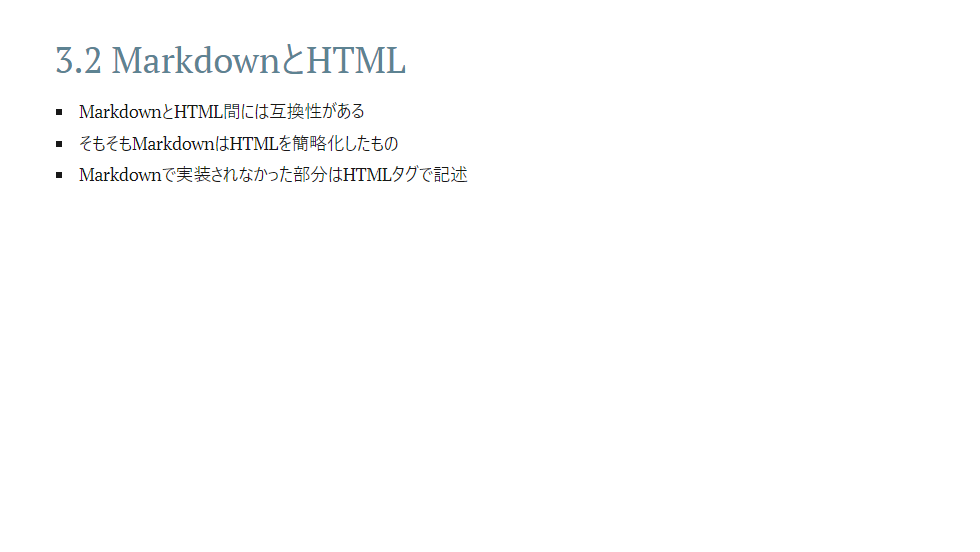 3.2 MarkdownとHTML
MarkdownとHTML間には互換性がある
そもそもMarkdownはHTMLを簡略化したもの
Markdownで実装されなかった部分はHTMLタグで記述